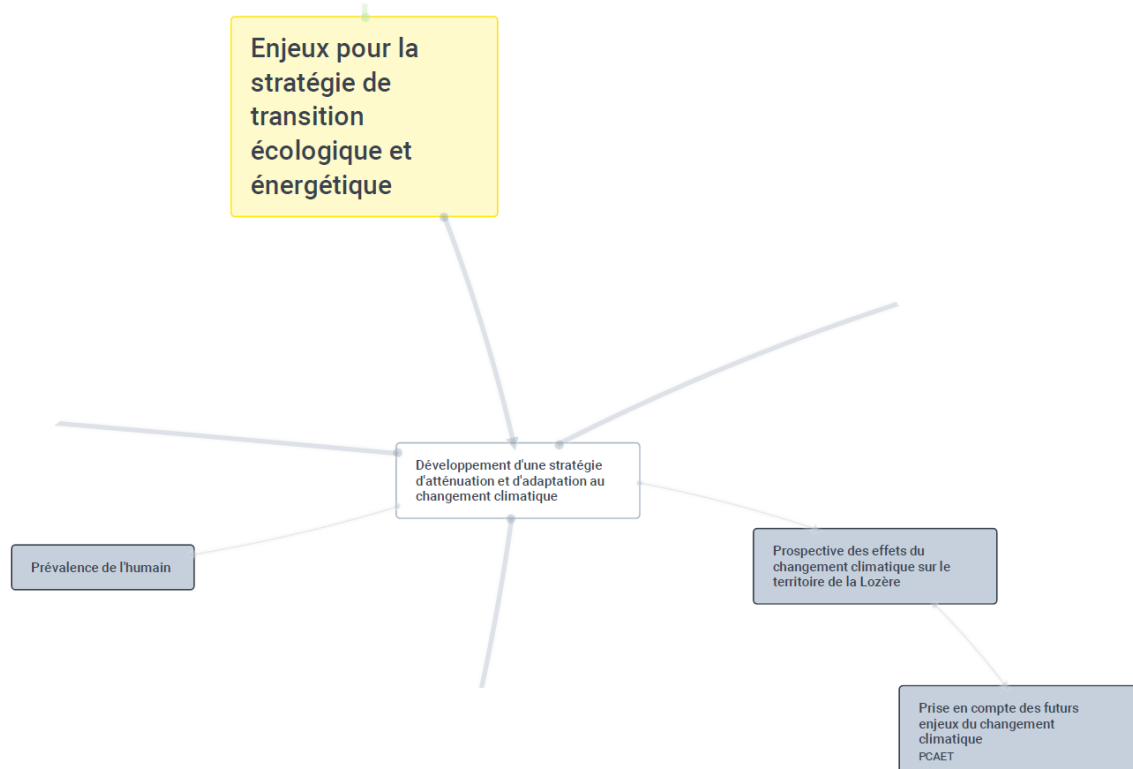 Enjeux pour la
stratégie de
transition
écologique et
énergétique
Développement d'une stratégie
d'atténuation et d'adaptation au
changement climatique
Prévalence de l'humain
Prospective des effets du
changement climatique sur le
territoire de la Lozère
Prise en compte des futurs
enjeux du changement
climatique
PCAET